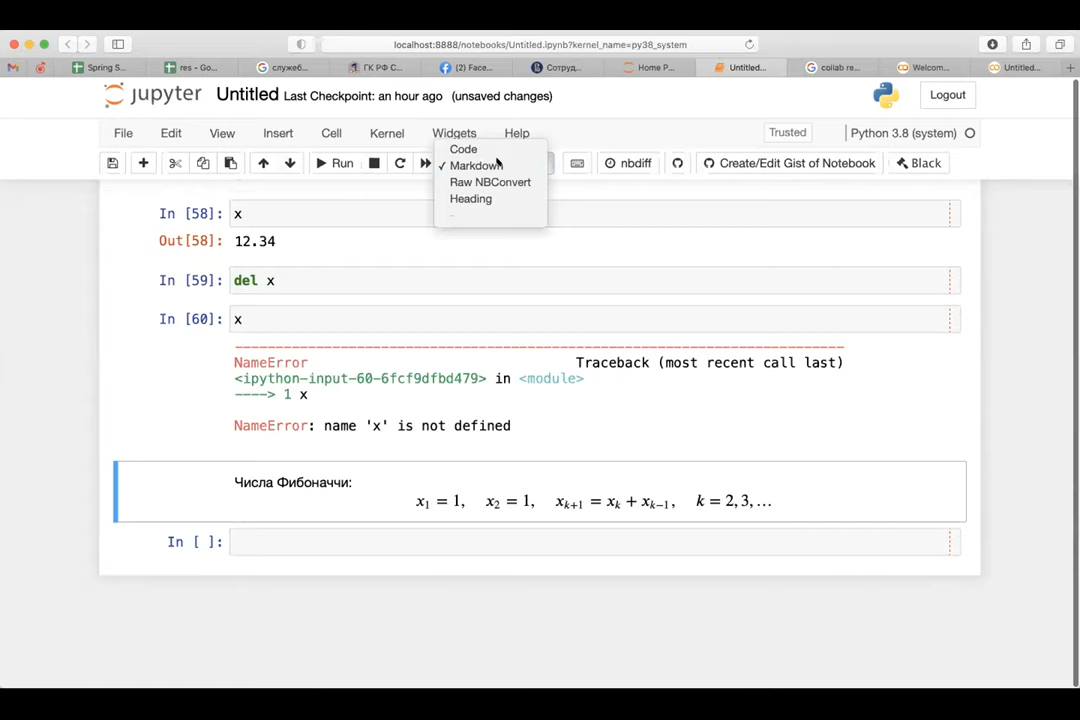 localhost:8888/notebooks/Untitled.ipynb?kernel_name=py38_system
Spring S... res - Go... служеб... ГК РФ С... (2) Face... Сотруд... Home P... Untitled... collab re... Welcom... Untitled...
jupyter Untitled Last Checkpoint: an hour ago (unsaved changes) Logout
File Edit View Insert Cell Kernel Widgets Help Trusted Python 3.8 (system)
Run nbdiff Create/Edit Gist of Notebook Black
Code
✓ Markdown
Raw NBConvert
Heading
-
In [58]: x
Out[58]: 12.34
In [59]: del x
In [60]: x
---------------------------------------------------------------------------
NameError Traceback (most recent call last)
<ipython-input-60-6fcf9dfbd479> in <module>
----> 1 x
NameError: name 'x' is not defined
Числа Фибоначчи:
x₁ = 1, x₂ = 1, xₖ₊₁ = xₖ + xₖ₋₁, k = 2, 3, …
In [ ]: